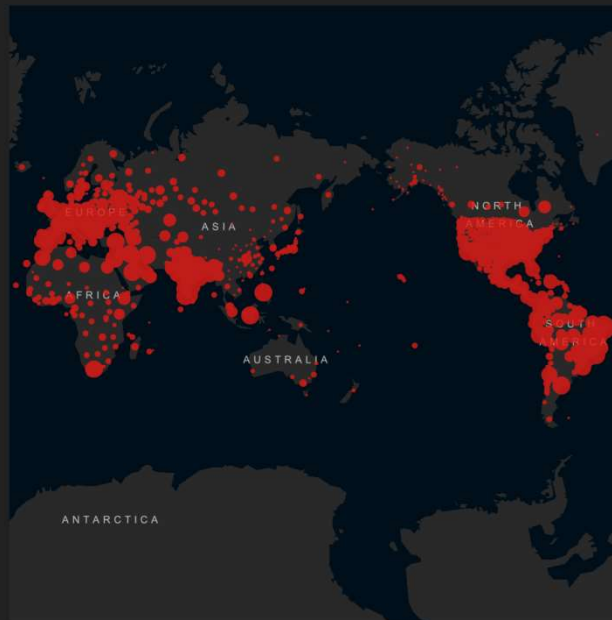 EUROPE
ASIA
NORTH
AMERICA
AFRICA
SOUTH
AMERICA
AUSTRALIA
ANTARCTICA